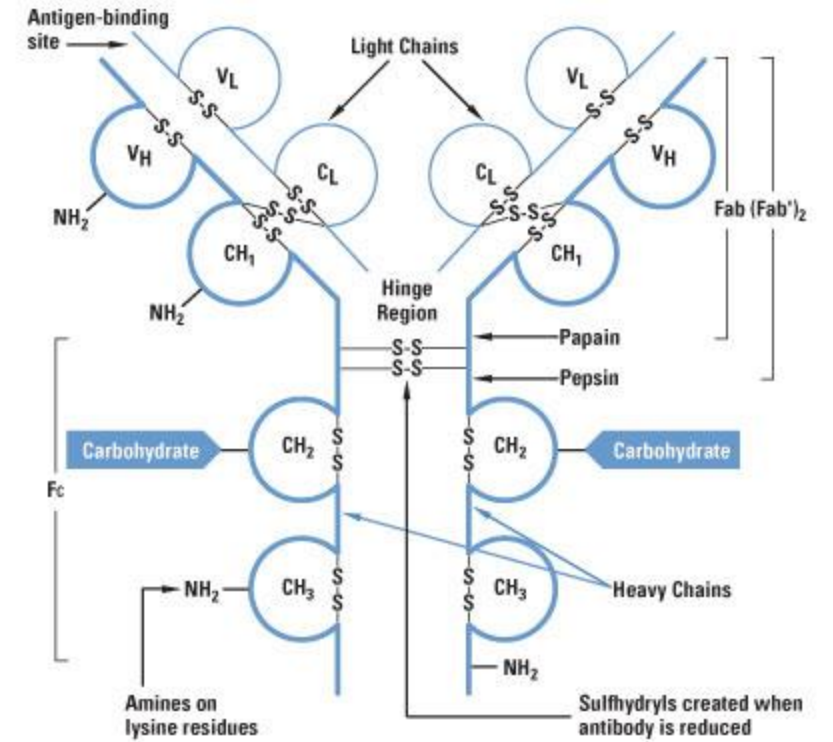 Antigen-binding
site
Light Chains
VL
VL
S-S
S-S
VH
S-S
S-S
VH
CL
CL
NH2
S-S
S-S
S-S
S-S
Fab (Fab')2
CH1
S-S
S-S
CH1
NH2
Hinge
Region
Papain
S-S
S-S
Pepsin
Carbohydrate
CH2
S
S
S
S
CH2
Carbohydrate
Fc
NH2
CH3
S
S
S
S
CH3
Heavy Chains
NH2
Amines on
lysine residues
Sulfhydryls created when
antibody is reduced